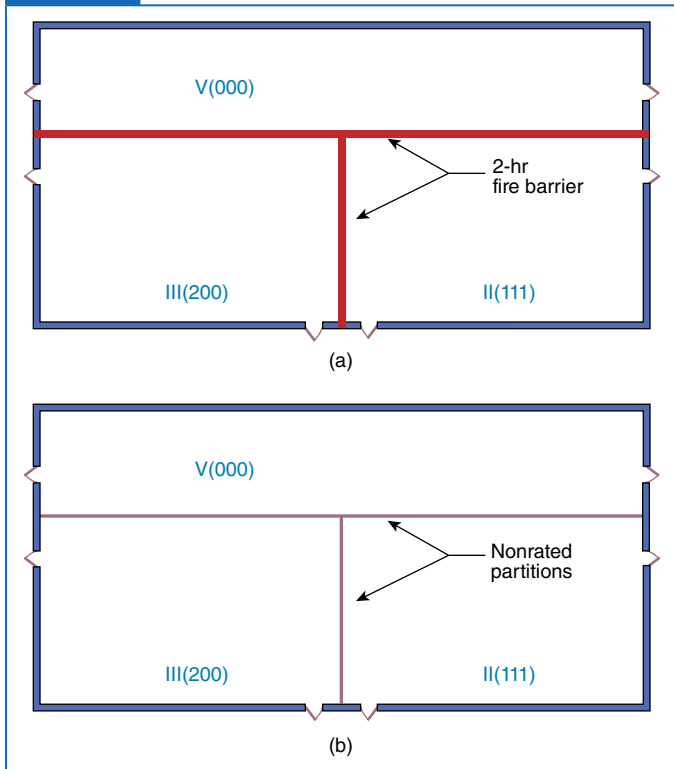 V(000)
2-hr
fire barrier
III(200)
II(111)
(a)
V(000)
Nonrated
partitions
III(200)
II(111)
(b)